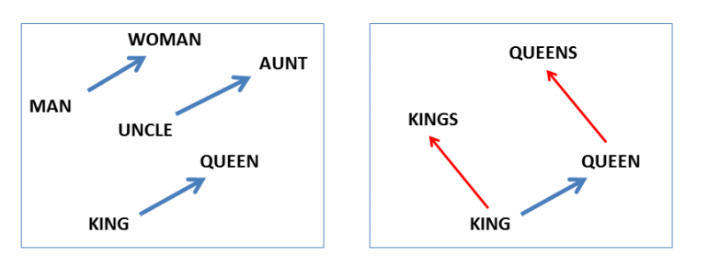 WOMAN
AUNT
MAN
UNCLE
QUEEN
KING
QUEENS
KINGS
QUEEN
KING